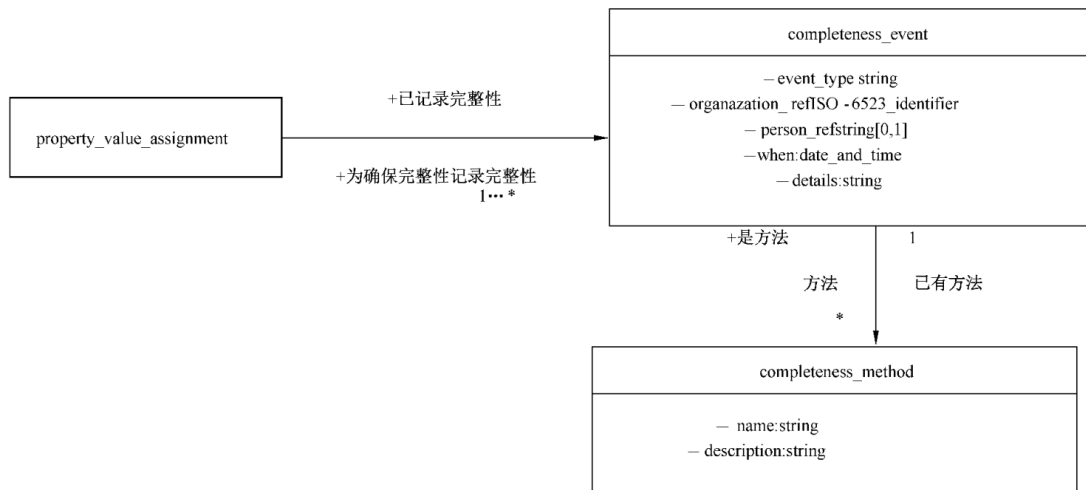 completeness_event
—event_type string
—organazation_refISO -6523_identifier
—person_refstring[0,1]
—when:date_and_time
—details:string
property_value_assignment
+已记录完整性
+为确保完整性记录完整性
1…*
+是方法
1
方法
已有方法
*
completeness_method
— name:string
—description:string